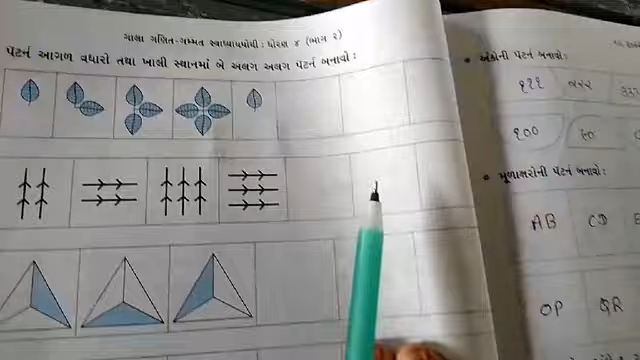 ગાલા ગણિત-ગમ્મત સ્વાધ્યાયપોથી : ધોરણ ૪ (ભાગ ૨)
પેટર્ન આગળ વધારો તથા ખાલી સ્થાનમાં બે અલગ અલગ પેટર્ન બનાવો :
• અંકોની પેટર્ન બનાવો :
૧૧૧ ૨૨૨
૧૦૦ ૯૦
• મૂળાક્ષરોની પેટર્ન બનાવો :
AB CD E
OP QR